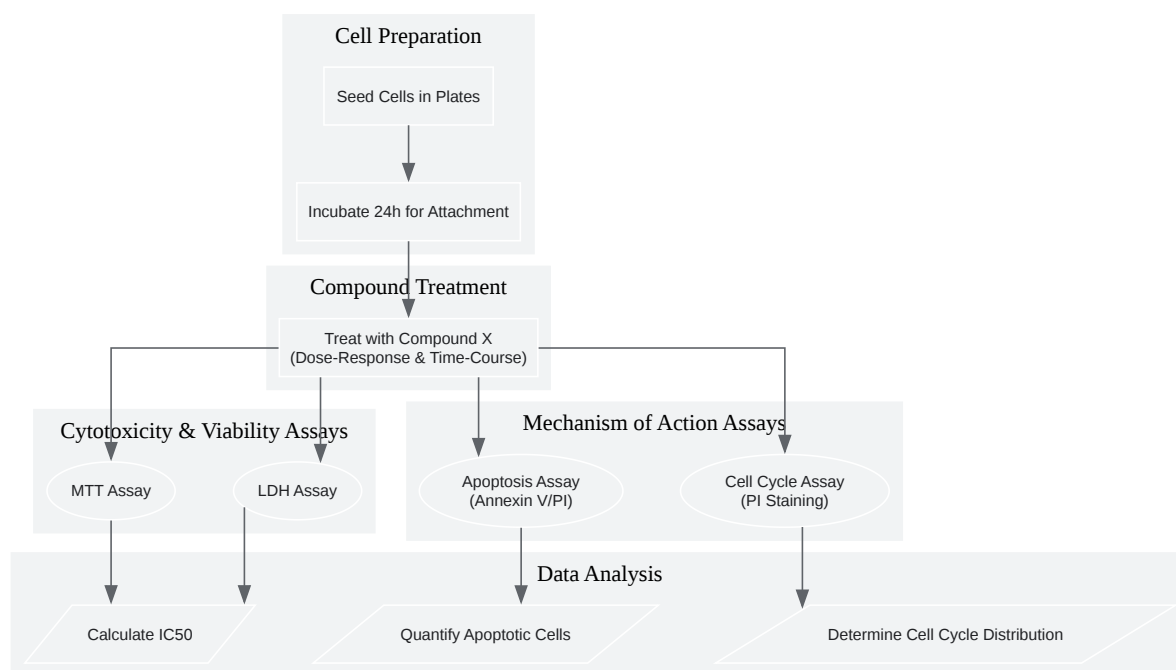 Cell Preparation
Seed Cells in Plates
Incubate 24h for Attachment
Compound Treatment
Treat with Compound X
(Dose-Response & Time-Course)
Cytotoxicity & Viability Assays
Mechanism of Action Assays
MTT Assay
LDH Assay
Apoptosis Assay
(Annexin V/PI)
Cell Cycle Assay
(PI Staining)
Data Analysis
Calculate IC50
Quantify Apoptotic Cells
Determine Cell Cycle Distribution